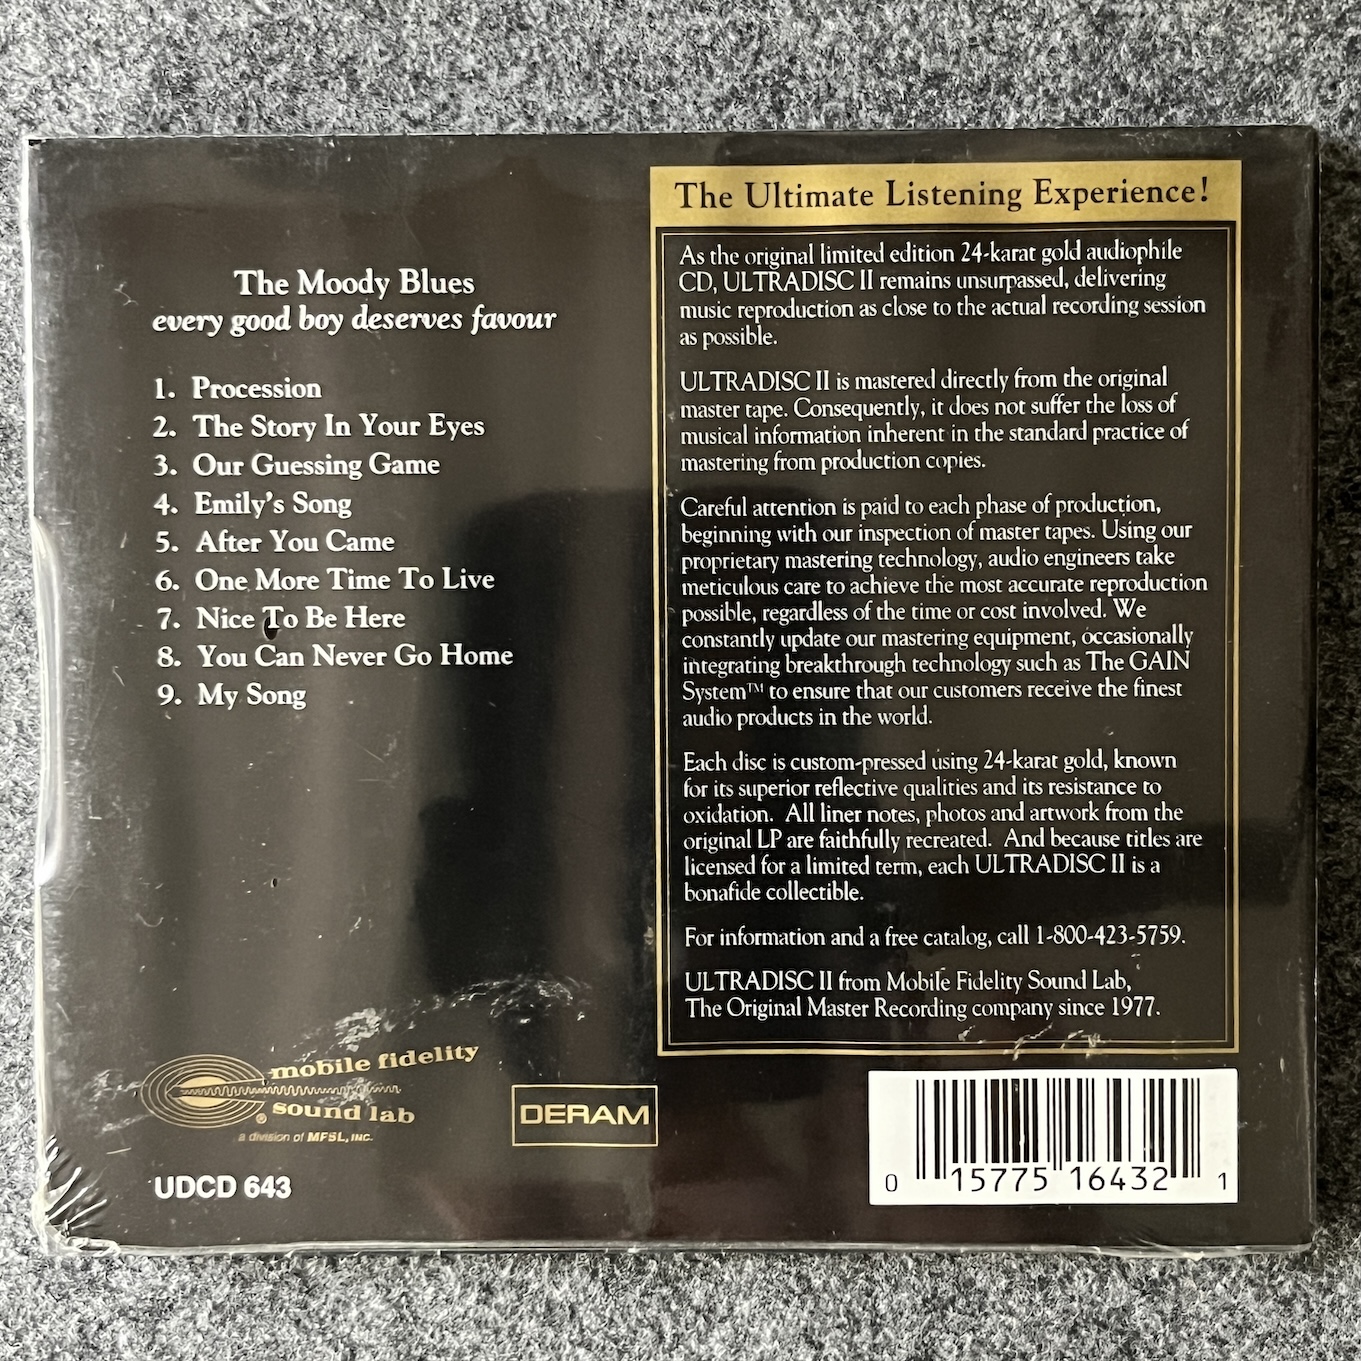 The Moody Blues
every good boy deserves favour
1. Procession
2. The Story In Your Eyes
3. Our Guessing Game
4. Emily's Song
5. After You Came
6. One More Time To Live
7. Nice To Be Here
8. You Can Never Go Home
9. My Song
The Ultimate Listening Experience!
As the original limited edition 24-karat gold audiophile
CD, ULTRADISC II remains unsurpassed, delivering
music reproduction as close to the actual recording session
as possible.
ULTRADISC II is mastered directly from the original
master tape. Consequently, it does not suffer the loss of
musical information inherent in the standard practice of
mastering from production copies.
Careful attention is paid to each phase of production,
beginning with our inspection of master tapes. Using our
proprietary mastering technology, audio engineers take
meticulous care to achieve the most accurate reproduction
possible, regardless of the time or cost involved. We
constantly update our mastering equipment, occasionally
integrating breakthrough technology such as The GAIN
System™ to ensure that our customers receive the finest
audio products in the world.
Each disc is custom-pressed using 24-karat gold, known
for its superior reflective qualities and its resistance to
oxidation. All liner notes, photos and artwork from the
original LP are faithfully recreated. And because titles are
licensed for a limited term, each ULTRADISC II is a
bonafide collectible.
For information and a free catalog, call 1-800-423-5759.
ULTRADISC II from Mobile Fidelity Sound Lab,
The Original Master Recording company since 1977.
mobile fidelity
® sound lab
a division of MFSL, INC.
DERAM
UDCD 643
0 15775 16432 1